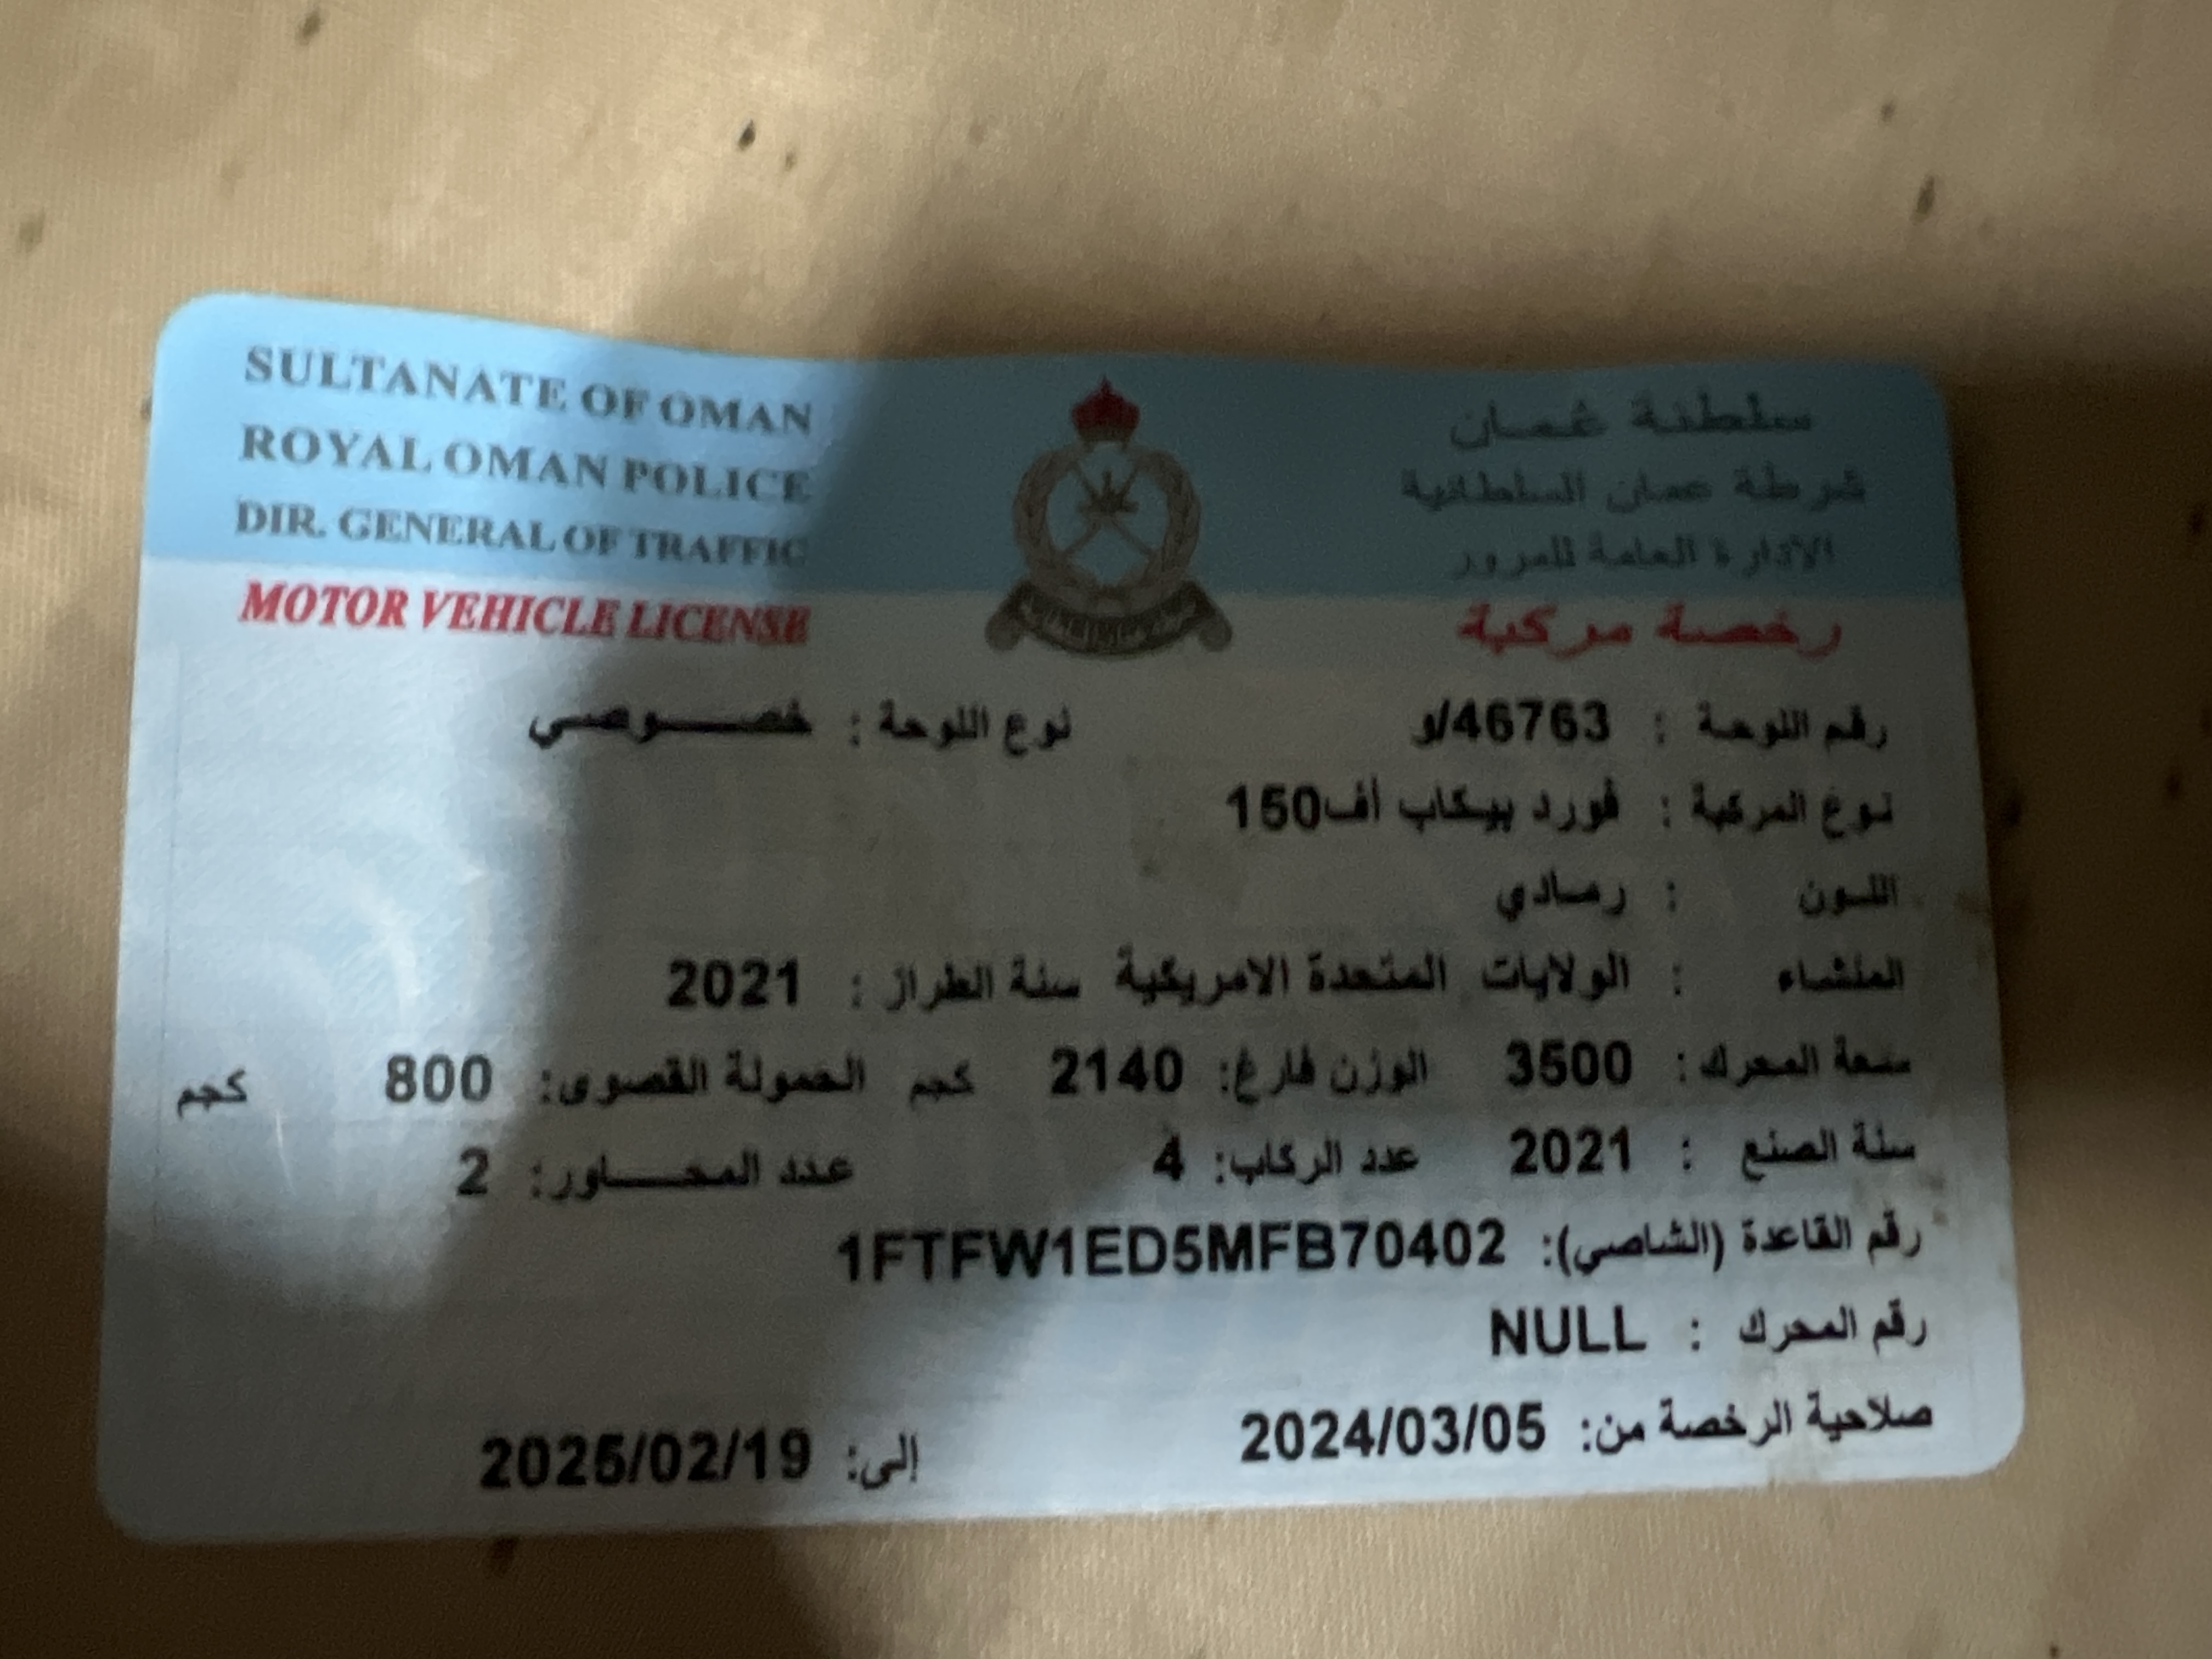 SULTANATE OF OMAN
ROYAL OMAN POLICE
DIR. GENERAL OF TRAFFIC
MOTOR VEHICLE LICENSE
سلطنة عُمان
شرطة عمان السلطانية
الإدارة العامة للمرور
رخصة مركبة
رقم اللوحة : 46763/و نوع اللوحة : خصوصي
نوع المركبة : فورد بيكاب أف150
اللون : رمادي
المنشاء : الولايات المتحدة الامريكية سنة الطراز : 2021
سعة المحرك : 3500 الوزن فارغ: 2140 كجم الحمولة القصوى: 800 كجم
سنة الصنع : 2021 عدد الركاب: 4 عدد المحاور: 2
رقم القاعدة (الشاصي): 1FTFW1ED5MFB70402
رقم المحرك : NULL
صلاحية الرخصة من: 2024/03/05 إلى: 2025/02/19